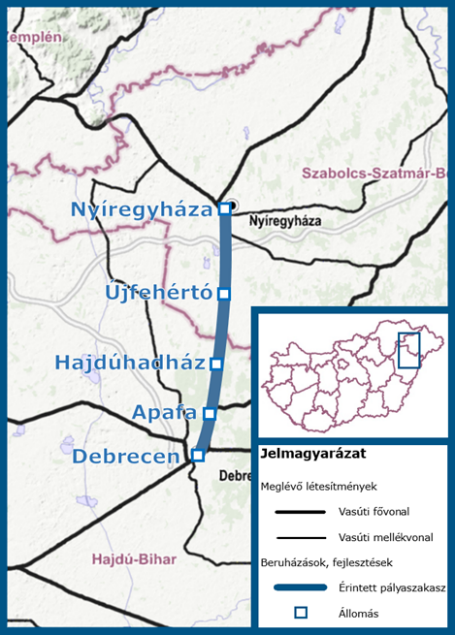 emplén
Szabolcs-Szatmár-Be
Nyíregyháza
Nyíregyháza
Újfehértó
Hajdúhadház
Apafa
Debrecen
Debre
Hajdú-Bihar
Jelmagyarázat
Meglévő létesítmények
Vasúti fővonal
Vasúti mellékvonal
Beruházások, fejlesztések
Érintett pályaszakasz
Állomás